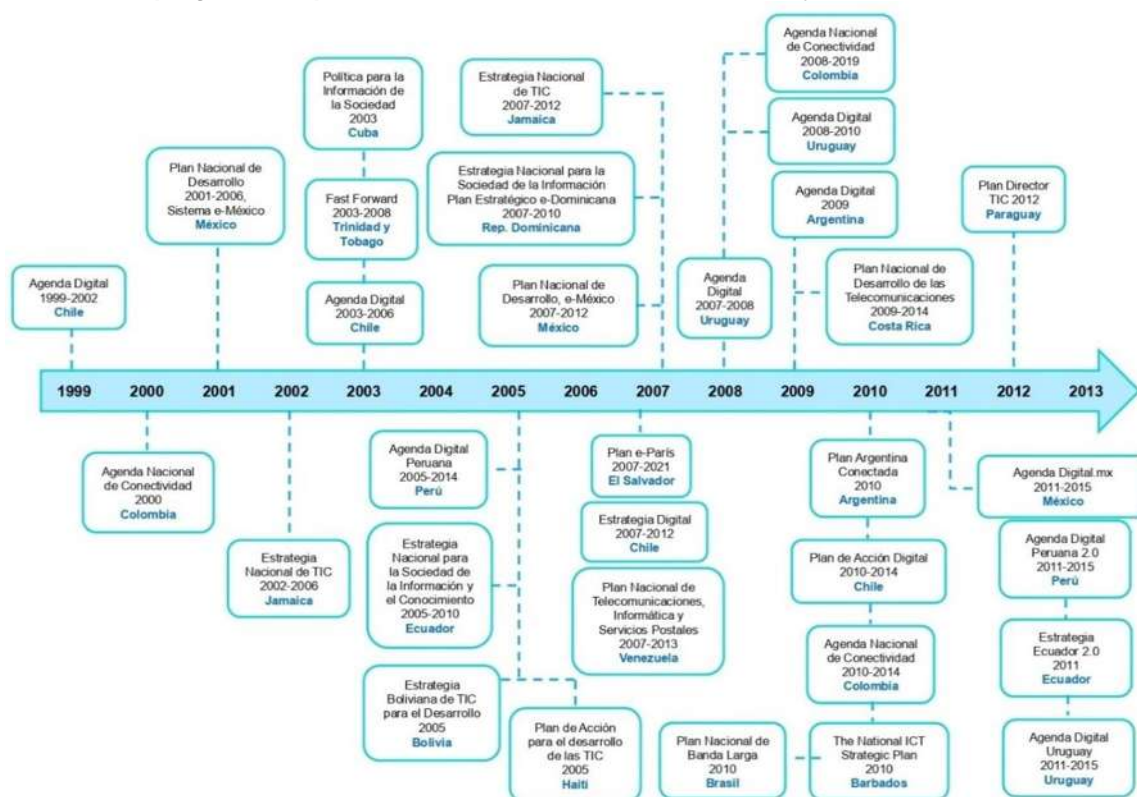 Agenda Digital
1999-2002
Chile
Plan Nacional de
Desarrollo
2001-2006,
Sistema e-México
México
Política para la
Información de
la Sociedad
2003
Cuba
Fast Forward
2003-2008
Trinidad y
Tobago
Agenda Digital
2003-2006
Chile
Estrategia Nacional
de TIC
2007-2012
Jamaica
Estrategia Nacional para la
Sociedad de la Información
Plan Estratégico e-Dominicana
2007-2010
Rep. Dominicana
Plan Nacional de
Desarrollo, e-México
2007-2012
México
Agenda Nacional
de Conectividad
2008-2019
Colombia
Agenda Digital
2008-2010
Uruguay
Agenda
Digital
2007-2008
Uruguay
Agenda Digital
2009
Argentina
Plan Nacional de
Desarrollo de las
Telecomunicaciones
2009-2014
Costa Rica
Plan Director
TIC 2012
Paraguay
1999 2000 2001 2002 2003 2004 2005 2006 2007 2008 2009 2010 2011 2012 2013
Agenda Nacional
de Conectividad
2000
Colombia
Estrategia
Nacional de TIC
2002-2006
Jamaica
Agenda Digital
Peruana
2005-2014
Perú
Estrategia
Nacional para
la Sociedad de
la Información y
el Conocimiento
2005-2010
Ecuador
Estrategia
Boliviana de TIC
para el Desarrollo
2005
Bolivia
Plan de Acción
para el desarrollo
de las TIC
2005
Haití
Plan e-París
2007-2021
El Salvador
Estrategia Digital
2007-2012
Chile
Plan Nacional de
Telecomunicaciones,
Informática y
Servicios Postales
2007-2013
Venezuela
Plan Nacional de
Banda Larga
2010
Brasil
Plan Argentina
Conectada
2010
Argentina
Plan de Acción Digital
2010-2014
Chile
Agenda Nacional
de Conectividad
2010-2014
Colombia
The National ICT
Strategic Plan
2010
Barbados
Agenda Digital.mx
2011-2015
México
Agenda Digital
Peruana 2.0
2011-2015
Perú
Estrategia
Ecuador 2.0
2011
Ecuador
Agenda Digital
Uruguay
2011-2015
Uruguay